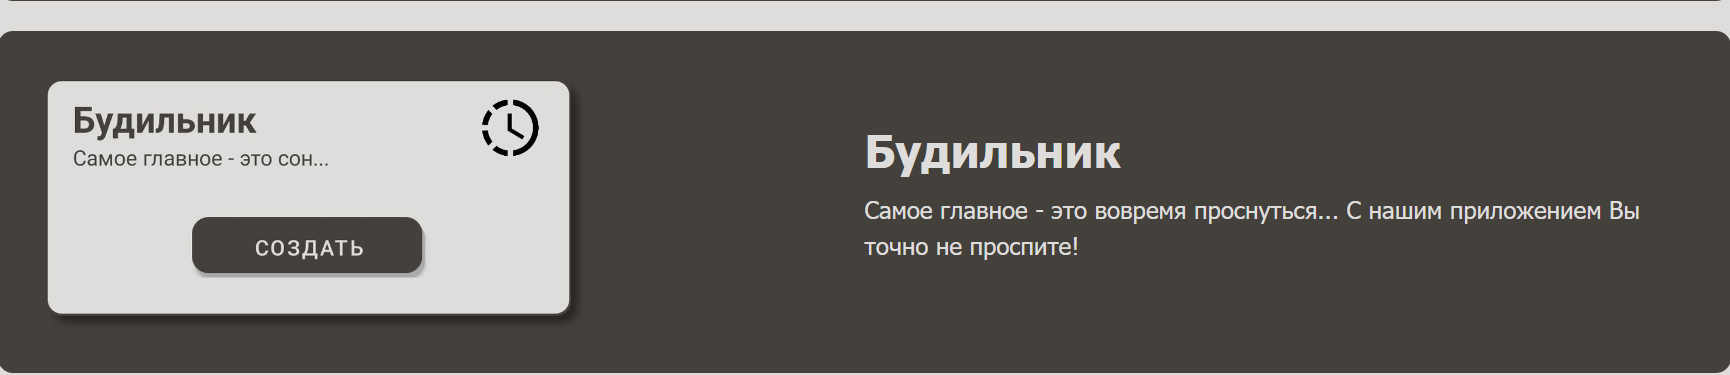 Будильник
Самое главное - это сон...
СОЗДАТЬ
Будильник
Самое главное - это вовремя проснуться... С нашим приложением Вы
точно не проспите!